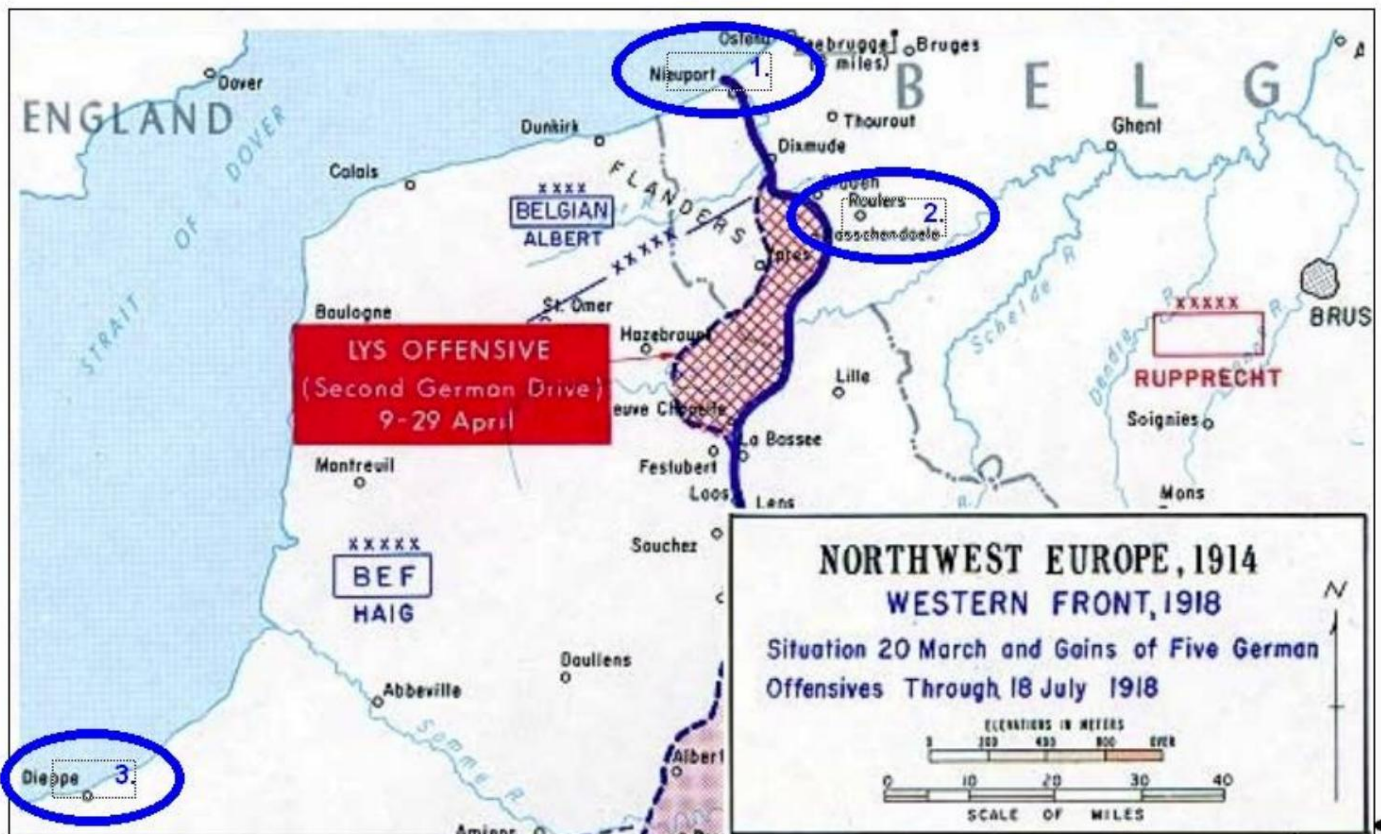 Ostend
Zeebrugge
miles)
Bruges
Nieuport
1.
Dover
ENGLAND
STRAIT OF DOVER
BELG
Thourout
Ghent
Dunkirk
Dixmude
Calais
FLANDERS
XXXX
BELGIAN
ALBERT
XXXXX
Roulers
2.
Passchendaele
Ypres
Schelde R
Dendre R.
XXXXX
RUPPRECHT
BRUS
Boulogne
St. Omer
Hazebrouck
LYS OFFENSIVE
(Second German Drive)
9-29 April
Lille
euve Chapelle
La Bassee
Soignies
Festubert
Montreuil
Loos
Lens
R.
Mons
Souchez
XXXXX
BEF
HAIG
NORTHWEST EUROPE, 1914
WESTERN FRONT, 1918
Situation 20 March and Gains of Five German
Offensives Through 18 July 1918
ELEVATIONS IN METERS
0 200 400 800 OVER
0 10 20 30 40
SCALE OF MILES
N
Doullens
Abbeville
Somme R
Albert
Dieppe
3.
Amiens